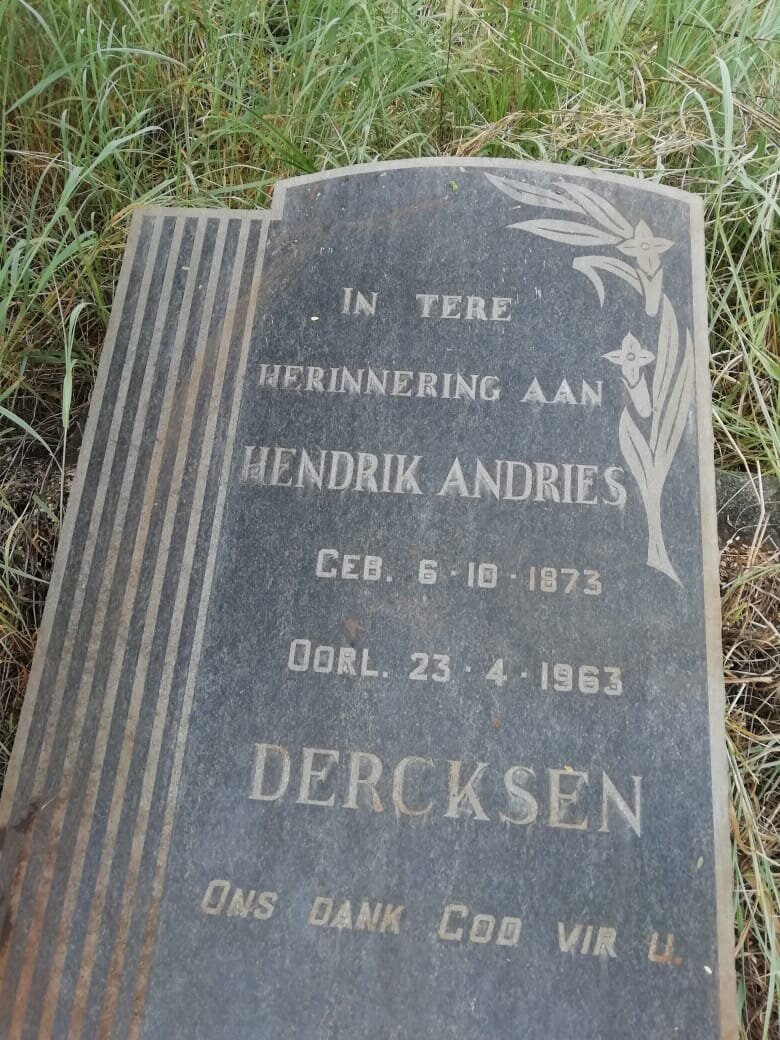 IN TERE
HERINNERING AAN
HENDRIK ANDRIES
GEB. 6-10-1873
OORL. 23-4-1963
DERCKSEN
ONS DANK GOD VIR U.